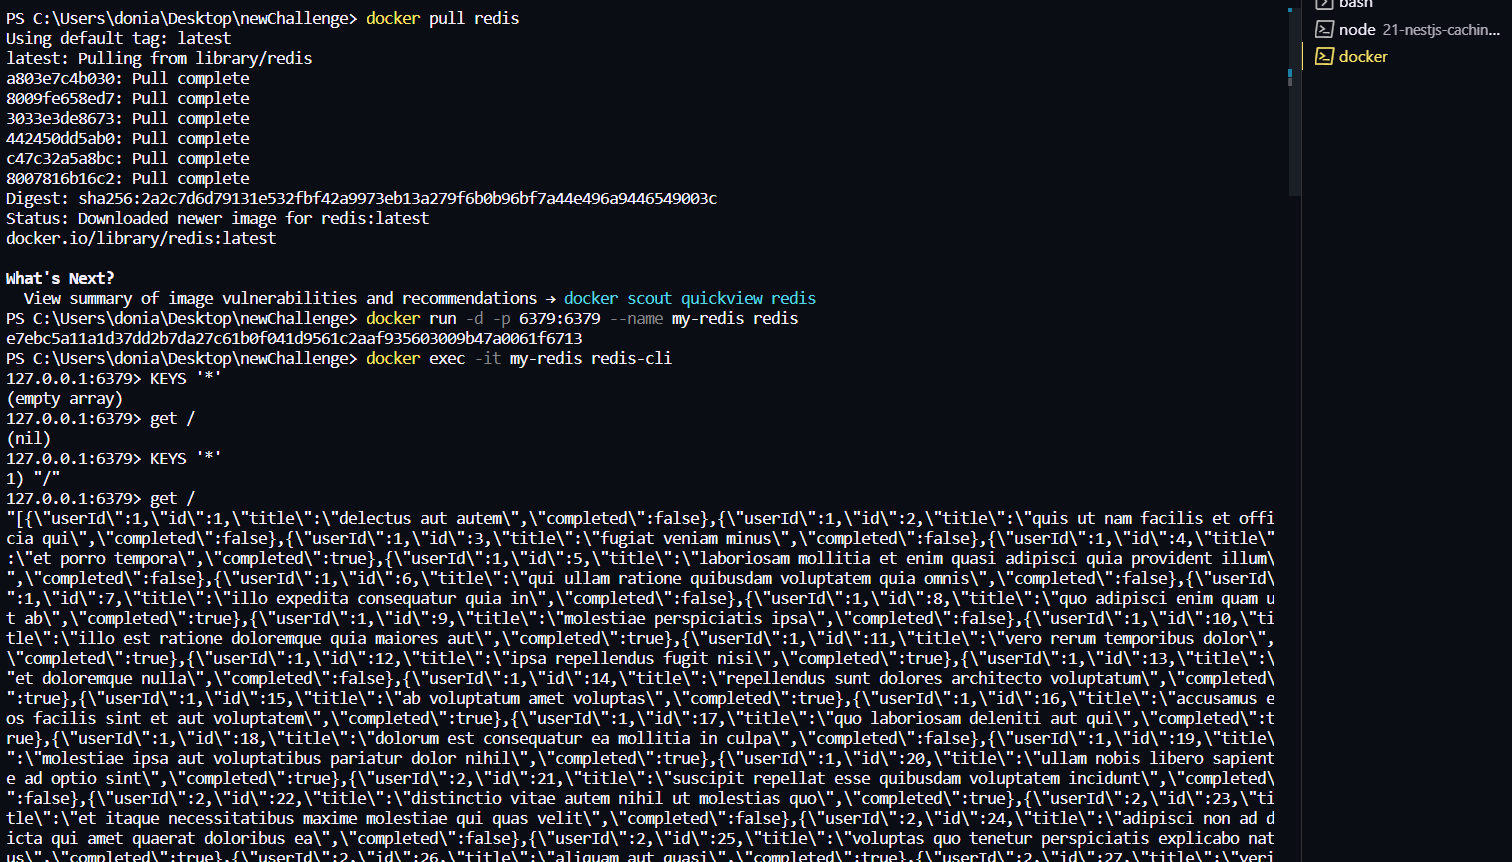 PS C:\Users\donia\Desktop\newChallenge> docker pull redis
Using default tag: latest
latest: Pulling from library/redis
a803e7c4b030: Pull complete
8009fe658ed7: Pull complete
3033e3de8673: Pull complete
442450dd5ab0: Pull complete
c47c32a5a8bc: Pull complete
8007816b16c2: Pull complete
Digest: sha256:2a2c7d6d79131e532fbf42a9973eb13a279f6b0b96bf7a44e496a9446549003c
Status: Downloaded newer image for redis:latest
docker.io/library/redis:latest
What's Next?
View summary of image vulnerabilities and recommendations → docker scout quickview redis
PS C:\Users\donia\Desktop\newChallenge> docker run -d -p 6379:6379 --name my-redis redis
e7ebc5a11a1d37dd2b7da27c61b0f041d9561c2aaf935603009b47a0061f6713
PS C:\Users\donia\Desktop\newChallenge> docker exec -it my-redis redis-cli
127.0.0.1:6379> KEYS '*'
(empty array)
127.0.0.1:6379> get /
(nil)
127.0.0.1:6379> KEYS '*'
1) "/"
127.0.0.1:6379> get /
"[{\"userId\":1,\"id\":1,\"title\":\"delectus aut autem\",\"completed\":false},{\"userId\":1,\"id\":2,\"title\":\"quis ut nam facilis et offi
cia qui\",\"completed\":false},{\"userId\":1,\"id\":3,\"title\":\"fugiat veniam minus\",\"completed\":false},{\"userId\":1,\"id\":4,\"title\"
:\"et porro tempora\",\"completed\":true},{\"userId\":1,\"id\":5,\"title\":\"laboriosam mollitia et enim quasi adipisci quia provident illum\
",\"completed\":false},{\"userId\":1,\"id\":6,\"title\":\"qui ullam ratione quibusdam voluptatem quia omnis\",\"completed\":false},{\"userId\
":1,\"id\":7,\"title\":\"illo expedita consequatur quia in\",\"completed\":false},{\"userId\":1,\"id\":8,\"title\":\"quo adipisci enim quam u
t ab\",\"completed\":true},{\"userId\":1,\"id\":9,\"title\":\"molestiae perspiciatis ipsa\",\"completed\":false},{\"userId\":1,\"id\":10,\"ti
tle\":\"illo est ratione doloremque quia maiores aut\",\"completed\":true},{\"userId\":1,\"id\":11,\"title\":\"vero rerum temporibus dolor\",
\"completed\":true},{\"userId\":1,\"id\":12,\"title\":\"ipsa repellendus fugit nisi\",\"completed\":true},{\"userId\":1,\"id\":13,\"title\":\
"et doloremque nulla\",\"completed\":false},{\"userId\":1,\"id\":14,\"title\":\"repellendus sunt dolores architecto voluptatum\",\"completed\
":true},{\"userId\":1,\"id\":15,\"title\":\"ab voluptatum amet voluptas\",\"completed\":true},{\"userId\":1,\"id\":16,\"title\":\"accusamus e
os facilis sint et aut voluptatem\",\"completed\":true},{\"userId\":1,\"id\":17,\"title\":\"quo laboriosam deleniti aut qui\",\"completed\":t
rue},{\"userId\":1,\"id\":18,\"title\":\"dolorum est consequatur ea mollitia in culpa\",\"completed\":false},{\"userId\":1,\"id\":19,\"title\
":\"molestiae ipsa aut voluptatibus pariatur dolor nihil\",\"completed\":true},{\"userId\":1,\"id\":20,\"title\":\"ullam nobis libero sapient
e ad optio sint\",\"completed\":true},{\"userId\":2,\"id\":21,\"title\":\"suscipit repellat esse quibusdam voluptatem incidunt\",\"completed\
":false},{\"userId\":2,\"id\":22,\"title\":\"distinctio vitae autem nihil ut molestias quo\",\"completed\":true},{\"userId\":2,\"id\":23,\"ti
tle\":\"et itaque necessitatibus maxime molestiae qui quas velit\",\"completed\":false},{\"userId\":2,\"id\":24,\"title\":\"adipisci non ad d
icta qui amet quaerat doloribus ea\",\"completed\":false},{\"userId\":2,\"id\":25,\"title\":\"voluptas quo tenetur perspiciatis explicabo nat
us\",\"completed\":true},{\"userId\":2,\"id\":26,\"title\":\"aliquam aut quasi\",\"completed\":true},{\"userId\":2,\"id\":27,\"title\":\"veri
bash
node 21-nestjs-cachin...
docker